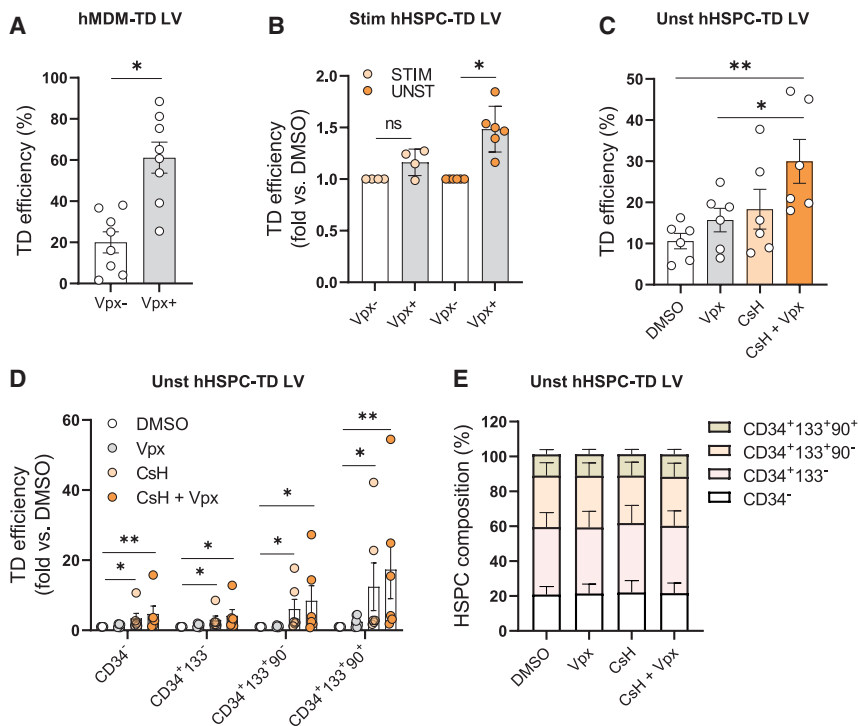 A
hMDM-TD LV
TD efficiency (%)
100
80
60
40
20
0
*
Vpx-
Vpx+
B
Stim hHSPC-TD LV
TD efficiency
(fold vs. DMSO)
2.0
1.5
1.0
0.5
0.0
STIM
UNST
ns
*
Vpx-
Vpx+
Vpx-
Vpx+
C
Unst hHSPC-TD LV
TD efficiency (%)
50
40
30
20
10
0
**
*
DMSO
Vpx
CsH
CsH + Vpx
D
Unst hHSPC-TD LV
TD efficiency
(fold vs. DMSO)
60
40
20
0
DMSO
Vpx
CsH
CsH + Vpx
**
*
*
*
*
*
**
*
CD34⁻
CD34⁺133⁻
CD34⁺133⁺90⁻
CD34⁺133⁺90⁺
E
Unst hHSPC-TD LV
HSPC composition (%)
120
100
80
60
40
20
0
CD34⁺133⁺90⁺
CD34⁺133⁺90⁻
CD34⁺133⁻
CD34⁻
DMSO
Vpx
CsH
CsH + Vpx